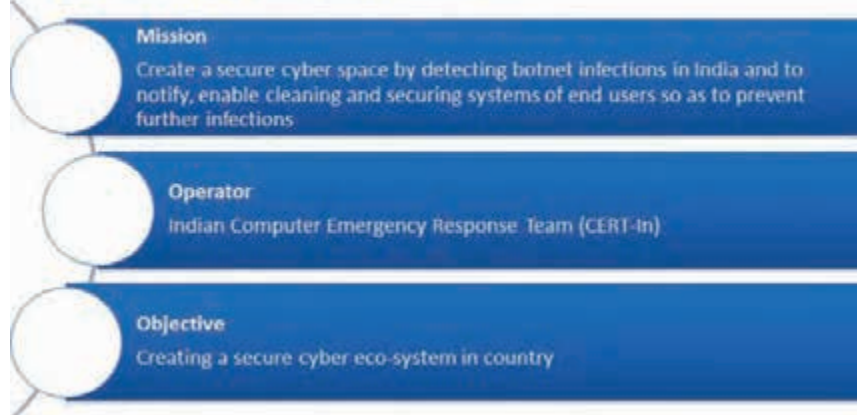 Mission
Create a secure cyber space by detecting botnet infections in India and to
notify, enable cleaning and securing systems of end users so as to prevent
further infections
Operator
Indian Computer Emergency Response Team (CERT-In)
Objective
Creating a secure cyber eco-system in country